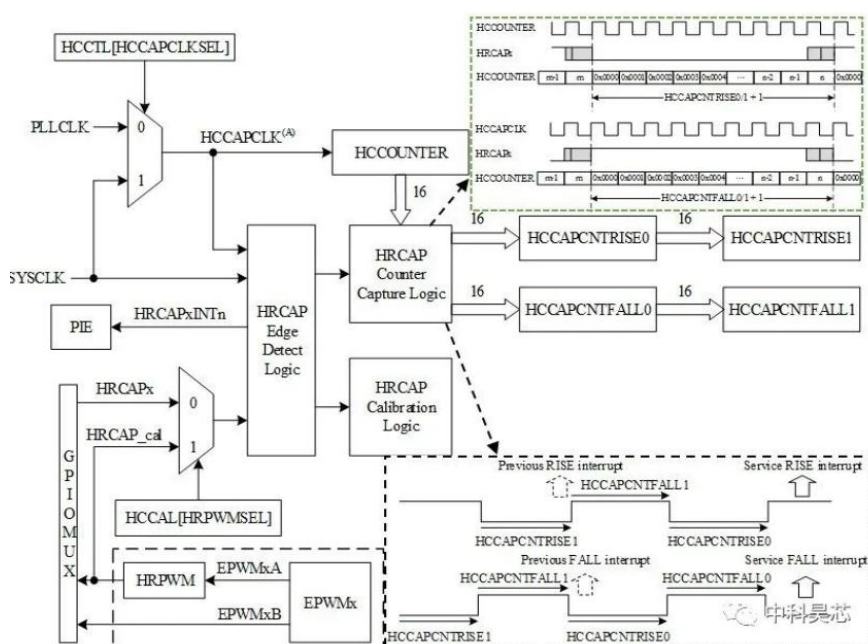 HCCTL[HCCAPCLKSEL]
PLLCLK
0
1
HCCAPCLK(A)
HCCOUNTER
16
SYSCLK
HRCAP
Edge
Detect
Logic
HRCAP
Counter
Capture Logic
16
HCCAPCNTRISE0
16
HCCAPCNTRISE1
16
HCCAPCNTFALL0
16
HCCAPCNTFALL1
PIE
HRCAPxINTn
HRCAP
Calibration
Logic
GPIOMUX
HRCAPx
HRCAP_cal
0
1
HCCAL[HRPWMSEL]
HRPWM
EPWMxA
EPWMxB
EPWMx
HCCOUNTER
HRCAPx
HCCOUNTER m-1 m 0x0000 0x0001 0x0002 0x0003 0x0004 ... n-2 n-1 n 0x0000
HCCAPCNTRISE0/1 + 1
HCCAPCLK
HRCAPx
HCCOUNTER m-1 m 0x0000 0x0001 0x0002 0x0003 0x0004 ... n-2 n-1 n 0x0000
HCCAPCNTFALL0/1 + 1
Previous RISE interrupt
Service RISE interrupt
HCCAPCNTFALL1
HCCAPCNTRISE1
HCCAPCNTRISE0
Previous FALL interrupt
Service FALL interrupt
HCCAPCNTFALL1
HCCAPCNTFALL0
HCCAPCNTRISE1
HCCAPCNTRISE0
中科昊芯